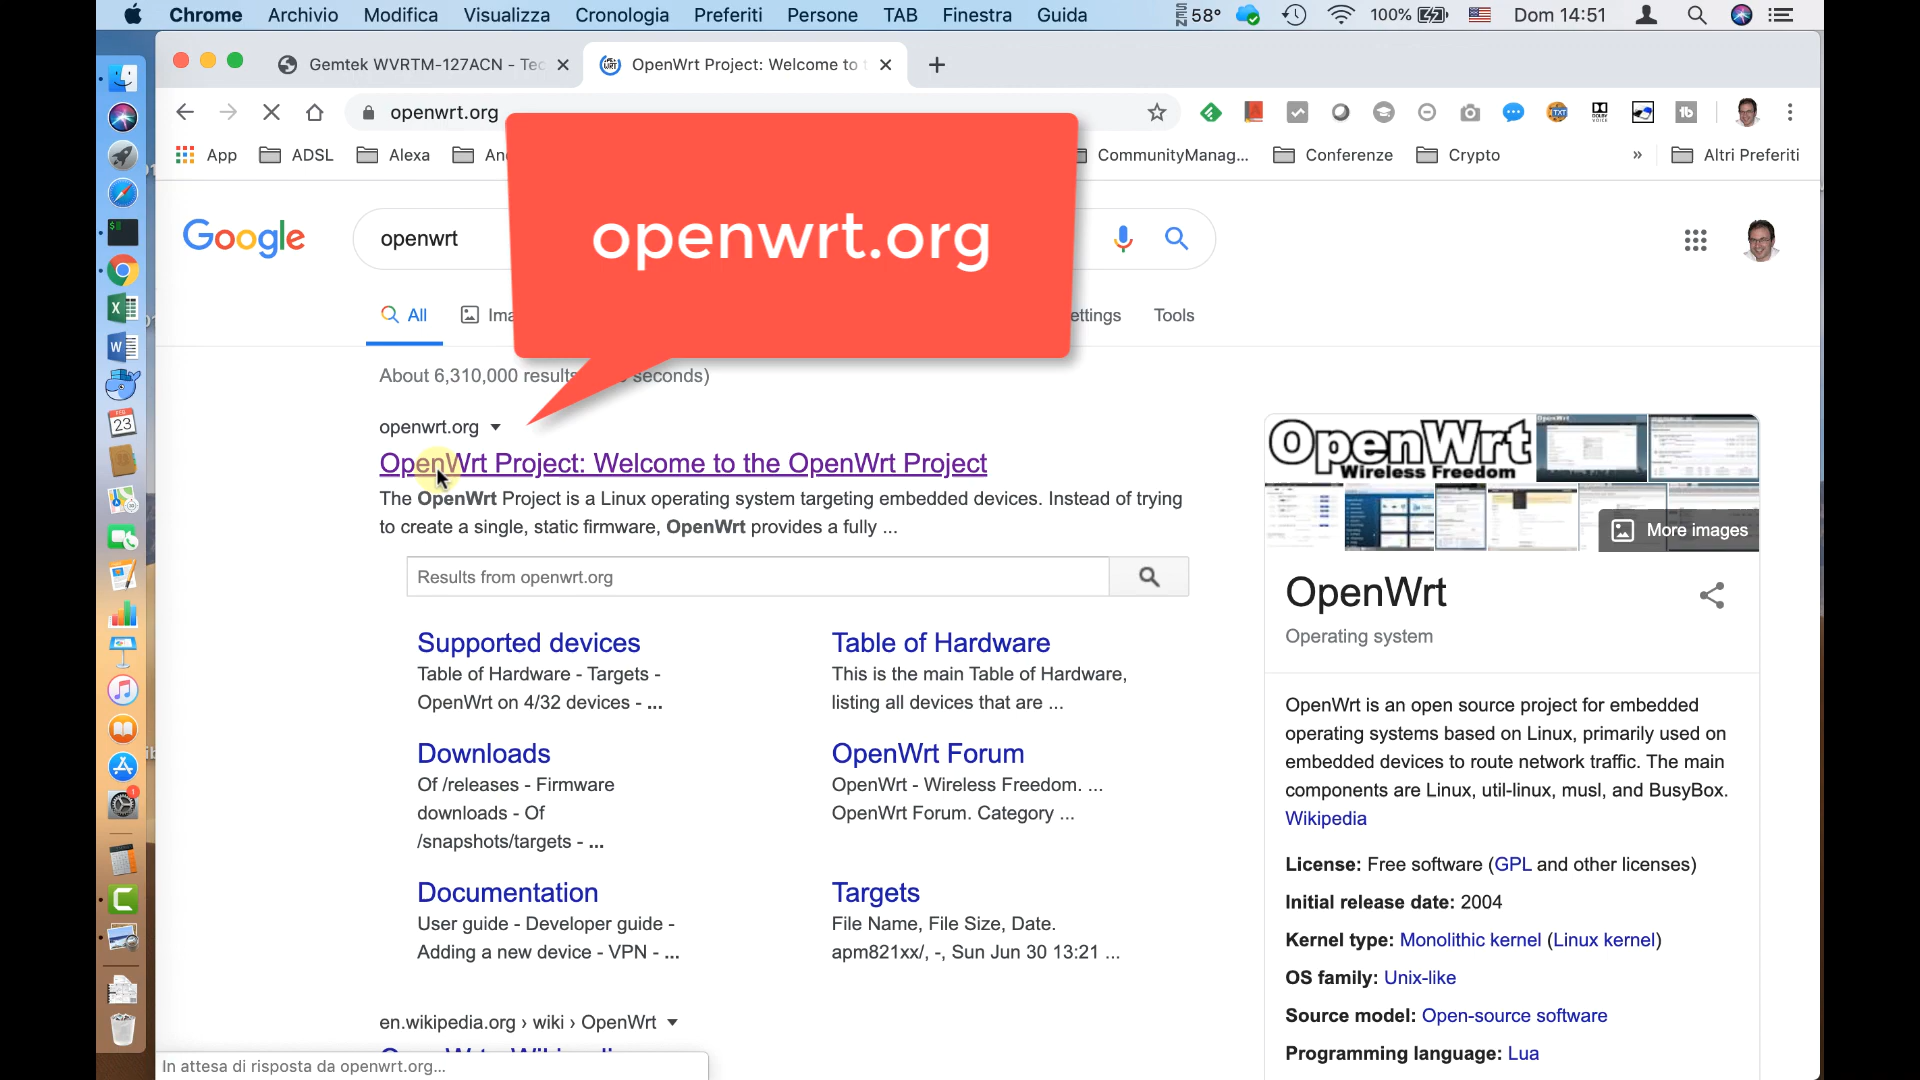 Chrome Archivio Modifica Visualizza Cronologia Preferiti Persone TAB Finestra Guida SEN 58° 100% Dom 14:51
Gemtek WVRTM-127ACN - Tec
OpenWrt Project: Welcome to t
openwrt.org
App ADSL Alexa An CommunityManag... Conferenze Crypto » Altri Preferiti
openwrt.org
Google
openwrt
All Ima ettings Tools
About 6,310,000 results seconds)
openwrt.org
OpenWrt Project: Welcome to the OpenWrt Project
The OpenWrt Project is a Linux operating system targeting embedded devices. Instead of trying
to create a single, static firmware, OpenWrt provides a fully ...
Results from openwrt.org
Supported devices
Table of Hardware - Targets -
OpenWrt on 4/32 devices - ...
Table of Hardware
This is the main Table of Hardware,
listing all devices that are ...
Downloads
Of /releases - Firmware
downloads - Of
/snapshots/targets - ...
OpenWrt Forum
OpenWrt - Wireless Freedom. ...
OpenWrt Forum. Category ...
Documentation
User guide - Developer guide -
Adding a new device - VPN - ...
Targets
File Name, File Size, Date.
apm821xx/, -, Sun Jun 30 13:21 ...
en.wikipedia.org › wiki › OpenWrt
In attesa di risposta da openwrt.org...
OpenWrt
Wireless Freedom
More images
OpenWrt
Operating system
OpenWrt is an open source project for embedded
operating systems based on Linux, primarily used on
embedded devices to route network traffic. The main
components are Linux, util-linux, musl, and BusyBox.
Wikipedia
License: Free software (GPL and other licenses)
Initial release date: 2004
Kernel type: Monolithic kernel (Linux kernel)
OS family: Unix-like
Source model: Open-source software
Programming language: Lua
FEB
23